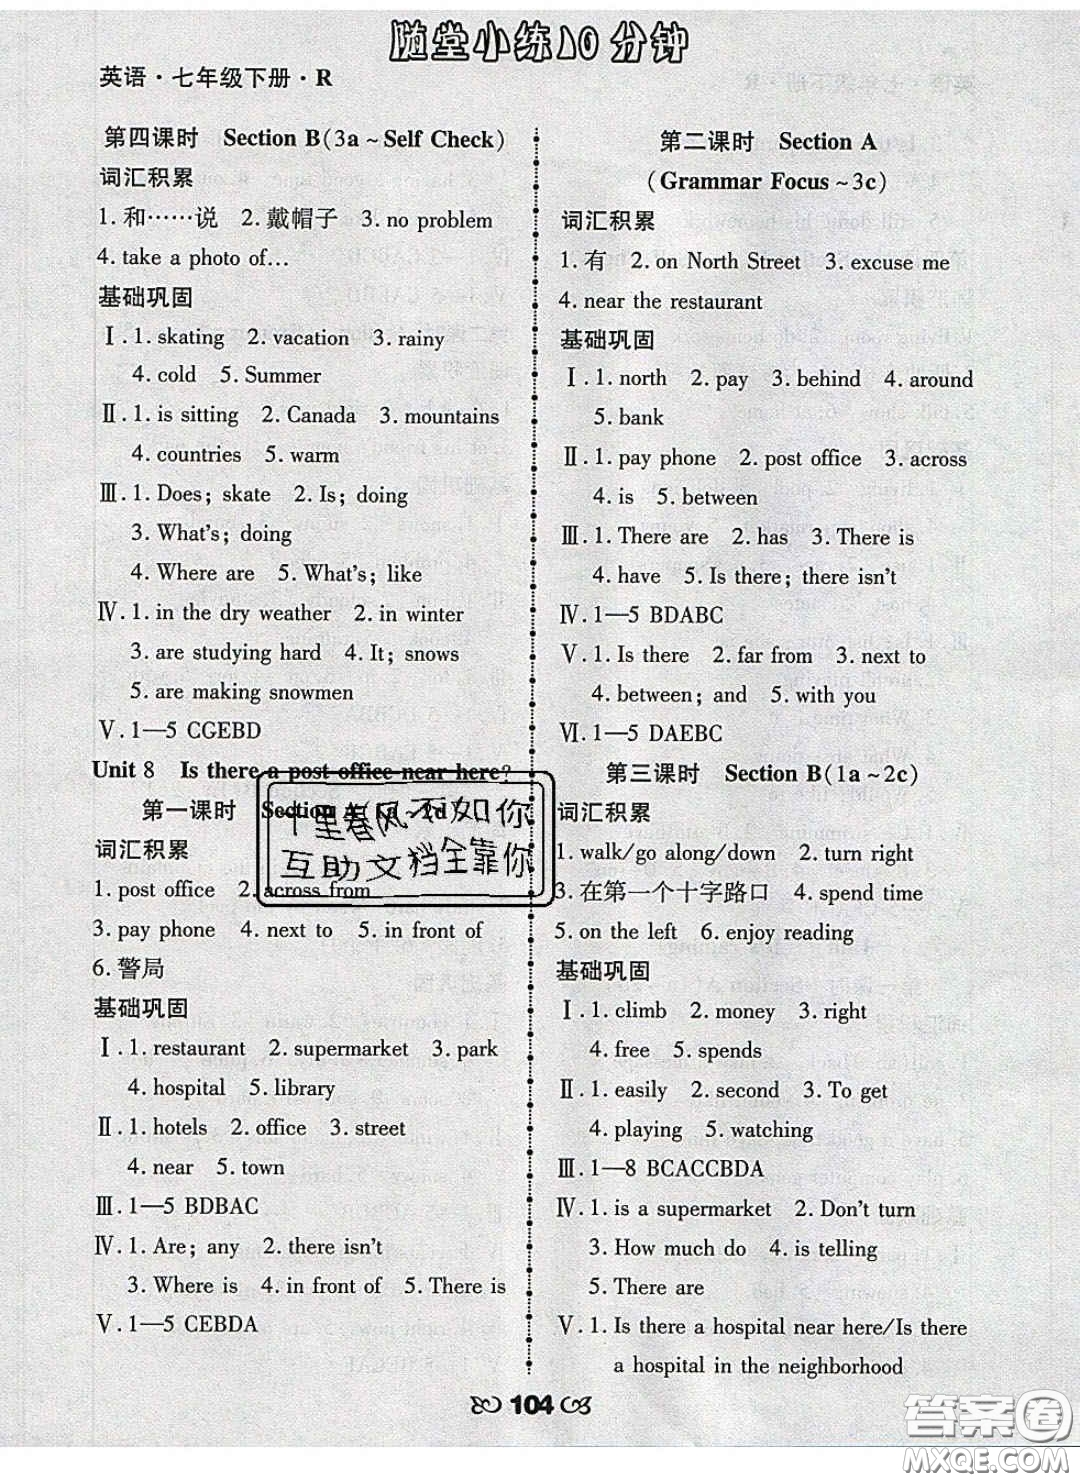 随堂小练10分钟
英语·七年级下册·R
第四课时 Section B(3a~Self Check)
词汇积累
1. 和……说 2. 戴帽子 3. no problem
4. take a photo of...
基础巩固
Ⅰ. 1. skating 2. vacation 3. rainy
4. cold 5. Summer
Ⅱ. 1. is sitting 2. Canada 3. mountains
4. countries 5. warm
Ⅲ. 1. Does; skate 2. Is; doing
3. What's; doing
4. Where are 5. What's; like
Ⅳ. 1. in the dry weather 2. in winter
3. are studying hard 4. It; snows
5. are making snowmen
Ⅴ. 1—5 CGEBD
Unit 8 Is there a post office near here?
第一课时 Section A(1a~2d)
词汇积累
1. post office 2. across from
3. pay phone 4. next to 5. in front of
6. 警局
基础巩固
Ⅰ. 1. restaurant 2. supermarket 3. park
4. hospital 5. library
Ⅱ. 1. hotels 2. office 3. street
4. near 5. town
Ⅲ. 1—5 BDBAC
Ⅳ. 1. Are; any 2. there isn't
3. Where is 4. in front of 5. There is
Ⅴ. 1—5 CEBDA
第二课时 Section A
(Grammar Focus~3c)
词汇积累
1. 有 2. on North Street 3. excuse me
4. near the restaurant
基础巩固
Ⅰ. 1. north 2. pay 3. behind 4. around
5. bank
Ⅱ. 1. pay phone 2. post office 3. across
4. is 5. between
Ⅲ. 1. There are 2. has 3. There is
4. have 5. Is there; there isn't
Ⅳ. 1—5 BDABC
Ⅴ. 1. Is there 2. far from 3. next to
4. between; and 5. with you
Ⅵ. 1—5 DAEBC
第三课时 Section B(1a~2c)
词汇积累
1. walk/go along/down 2. turn right
3. 在第一个十字路口 4. spend time
5. on the left 6. enjoy reading
基础巩固
Ⅰ. 1. climb 2. money 3. right
4. free 5. spends
Ⅱ. 1. easily 2. second 3. To get
4. playing 5. watching
Ⅲ. 1—8 BCACCBDA
Ⅳ. 1. is a supermarket 2. Don't turn
3. How much do 4. is telling
5. There are
Ⅴ. 1. Is there a hospital near here/Is there
a hospital in the neighborhood
十里春风不如你
互助文档全靠你
104
答案圈
MXQE.COM